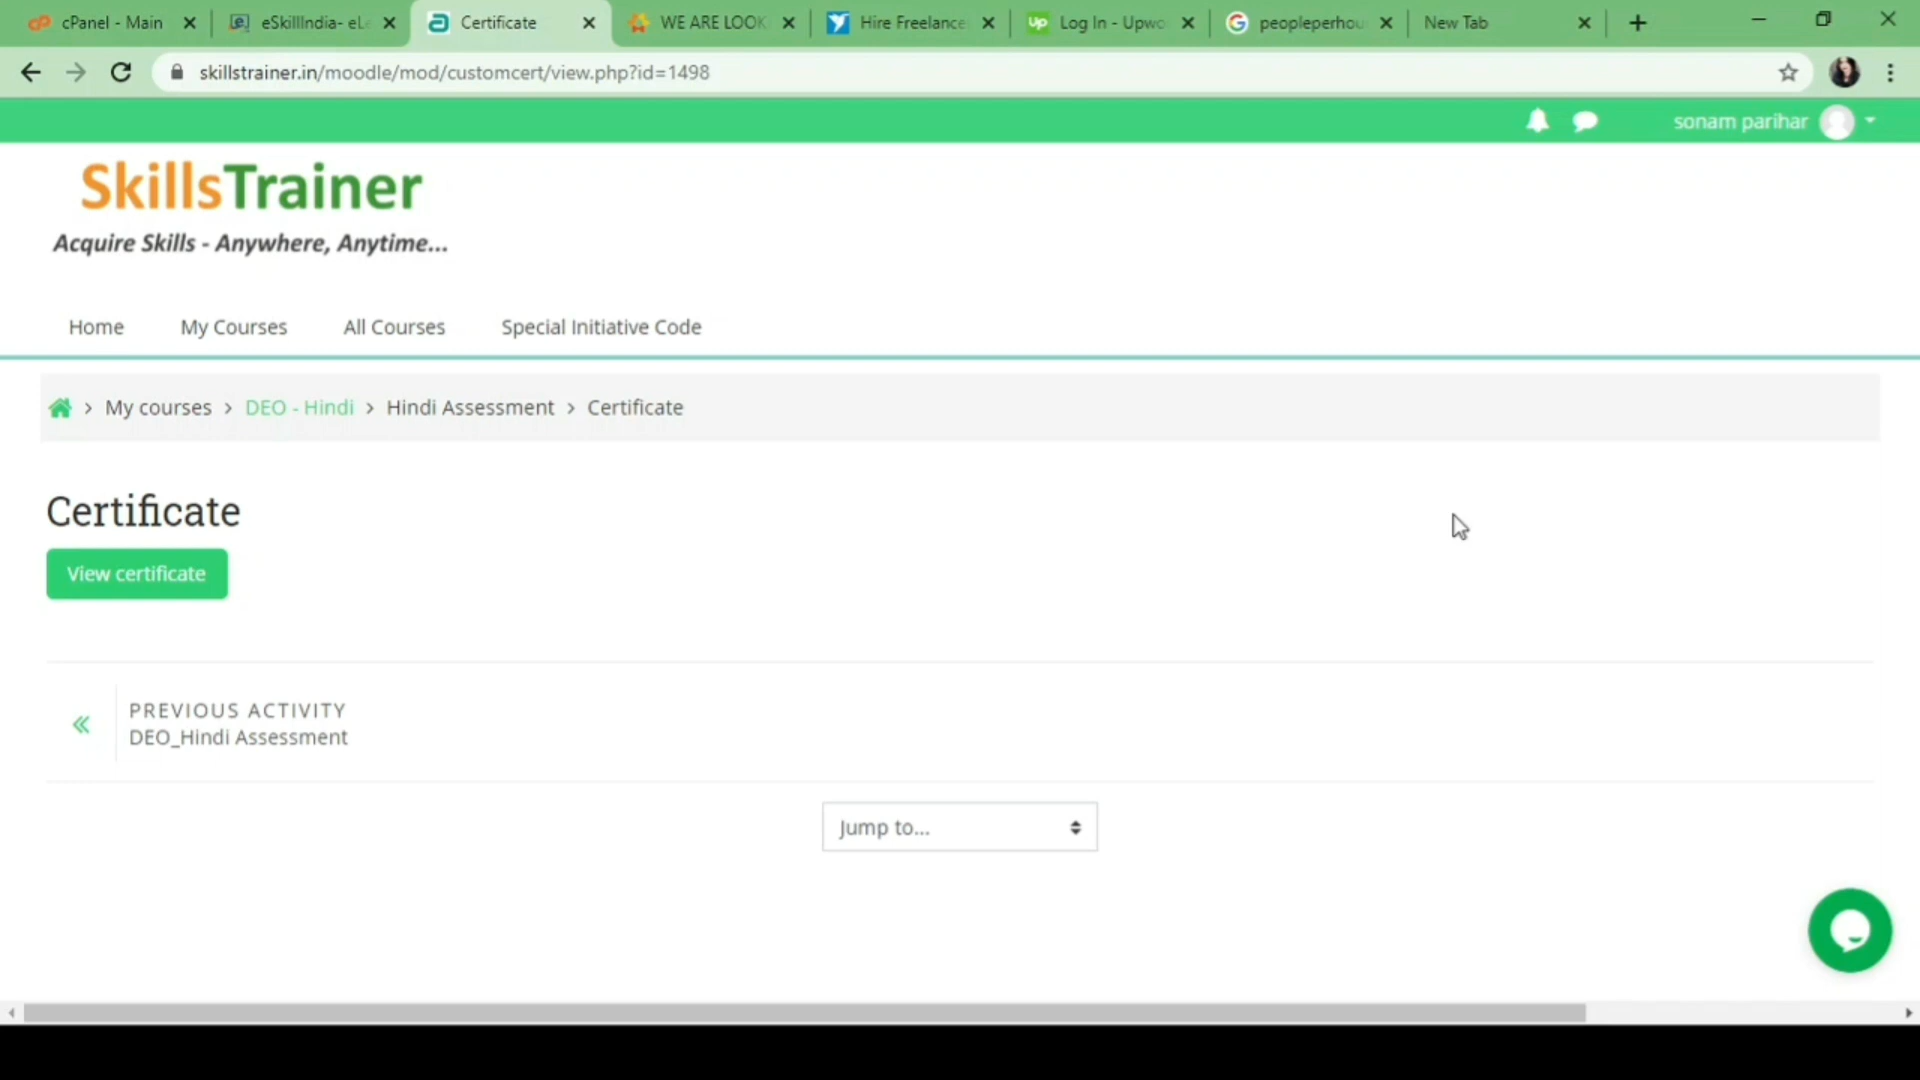 cPanel - Main
eSkillIndia- eLe
Certificate
WE ARE LOOK
Hire Freelance
Up
Log In - Upwo
peopleperhou
New Tab
skillstrainer.in/moodle/mod/customcert/view.php?id=1498
sonam parihar
SkillsTrainer
Acquire Skills - Anywhere, Anytime...
Home
My Courses
All Courses
Special Initiative Code
My courses > DEO - Hindi > Hindi Assessment > Certificate
Certificate
View certificate
PREVIOUS ACTIVITY
DEO_Hindi Assessment
Jump to...